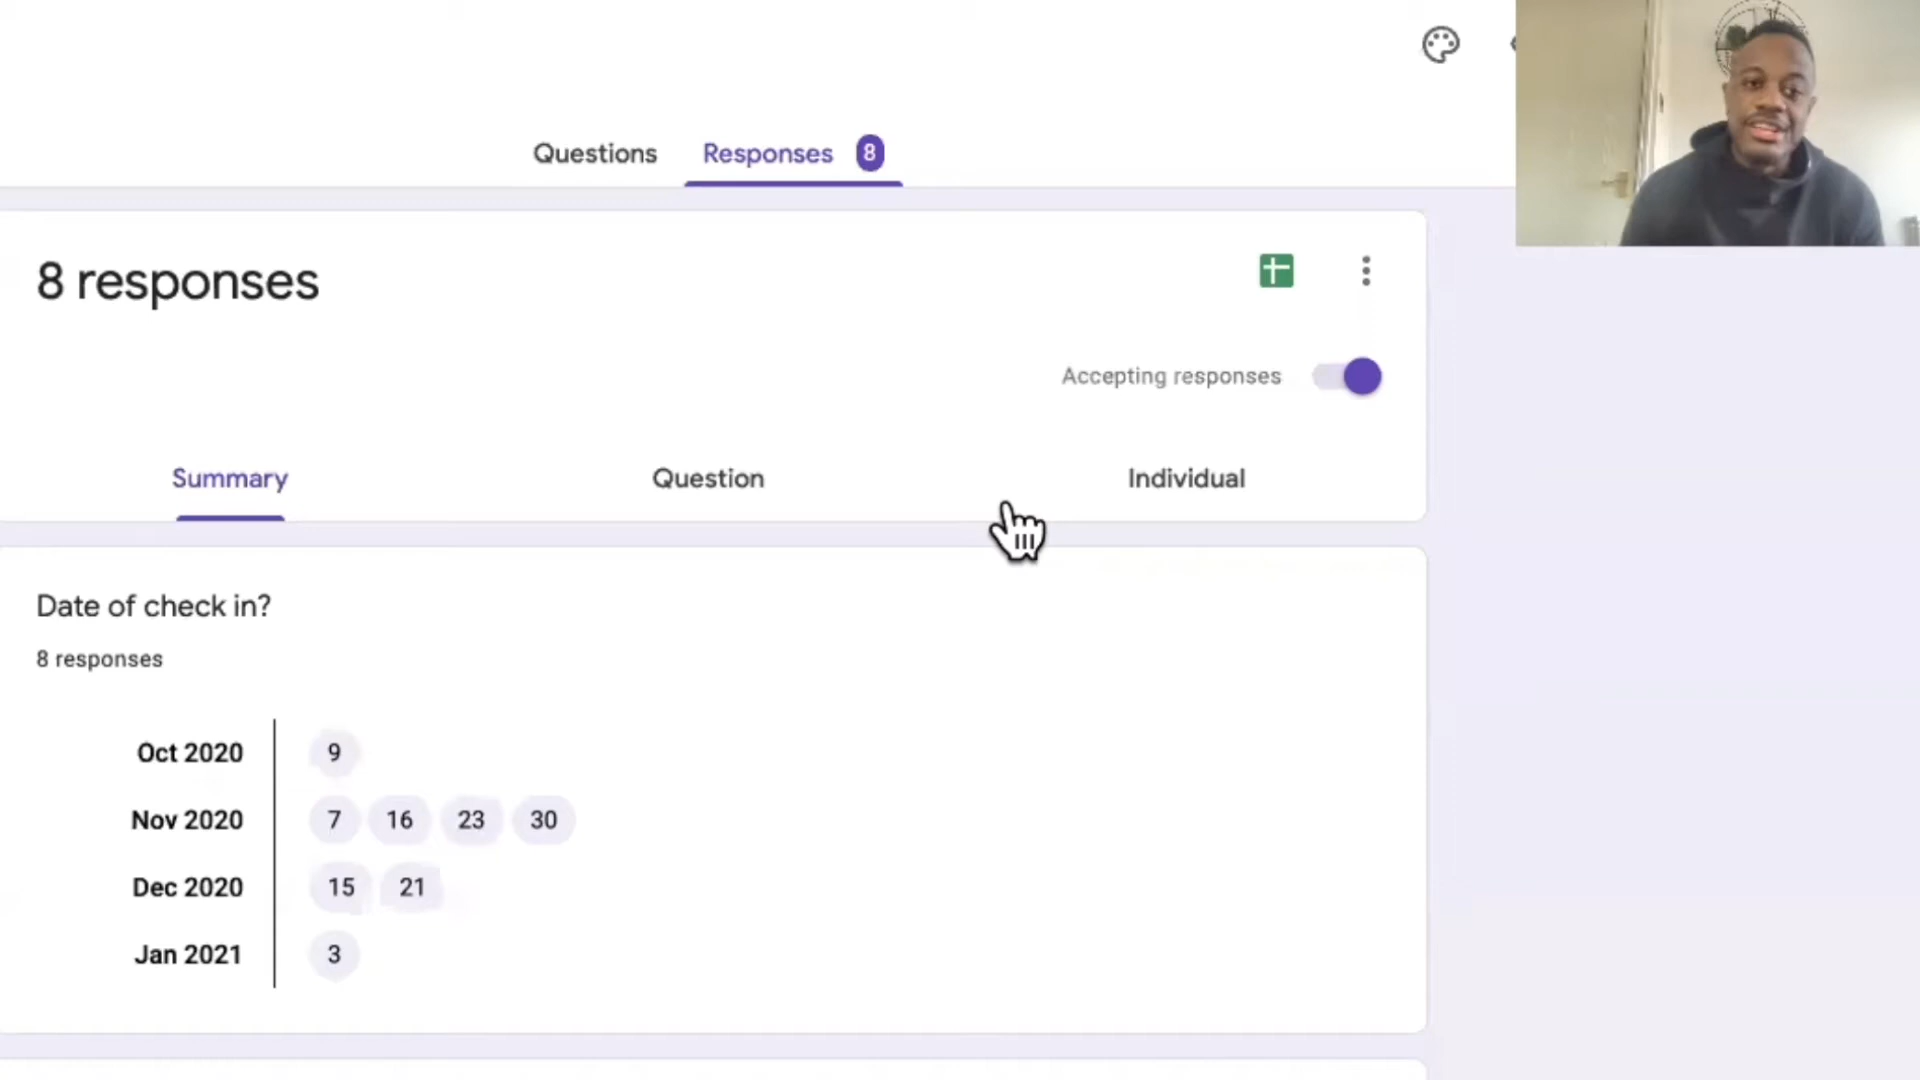 Questions Responses 8
8 responses
Accepting responses
Summary Question Individual
Date of check in?
8 responses
Oct 2020 9
Nov 2020 7 16 23 30
Dec 2020 15 21
Jan 2021 3